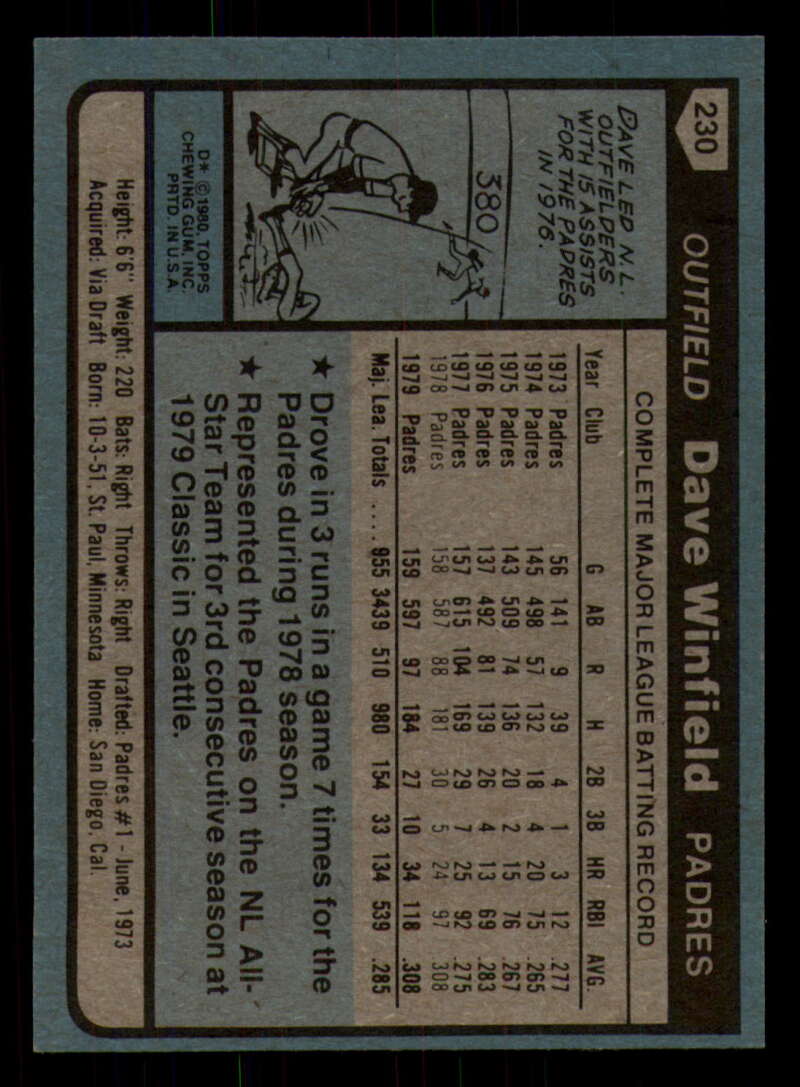 230 OUTFIELD Dave Winfield PADRES
DAVE LED N.L.
OUTFIELDERS
WITH 15 ASSISTS
FOR THE PADRES
IN 1976.
380
D* ©1980, TOPPS
CHEWING GUM, INC.
PRTD. IN U.S.A.
COMPLETE MAJOR LEAGUE BATTING RECORD
Year Club G AB R H 2B 3B HR RBI AVG.
1973 Padres 56 141 9 39 4 1 3 12 .277
1974 Padres 145 498 57 132 18 4 20 75 .265
1975 Padres 143 509 74 136 20 2 15 76 .267
1976 Padres 137 492 81 139 26 4 13 69 .283
1977 Padres 157 615 104 169 29 7 25 92 .275
1978 Padres 158 587 88 181 30 5 24 97 .308
1979 Padres 159 597 97 184 27 10 34 118 .308
Maj. Lea. Totals .... 955 3439 510 980 154 33 134 539 .285
★ Drove in 3 runs in a game 7 times for the
Padres during 1978 season.
★ Represented the Padres on the NL All-
Star Team for 3rd consecutive season at
1979 Classic in Seattle.
Height: 6'6" Weight: 220 Bats: Right Throws: Right Drafted: Padres #1 - June, 1973
Acquired: Via Draft Born: 10-3-51, St. Paul, Minnesota Home: San Diego, Cal.